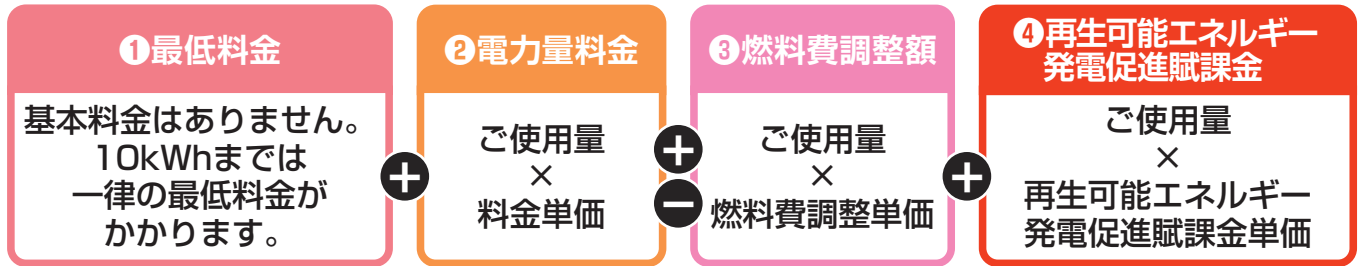 ❶最低料金
基本料金はありません。
10kWhまでは
一律の最低料金が
かかります。
+
❷電力量料金
ご使用量
×
料金単価
+
−
❸燃料費調整額
ご使用量
×
燃料費調整単価
+
❹再生可能エネルギー
発電促進賦課金
ご使用量
×
再生可能エネルギー
発電促進賦課金単価